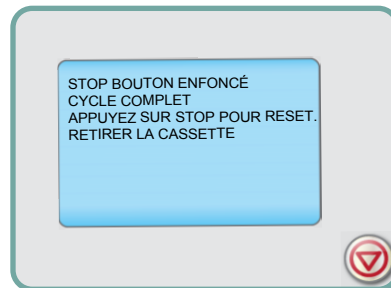 STOP BOUTON ENFONCÉ
CYCLE COMPLET
APPUYEZ SUR STOP POUR RESET.
RETIRER LA CASSETTE